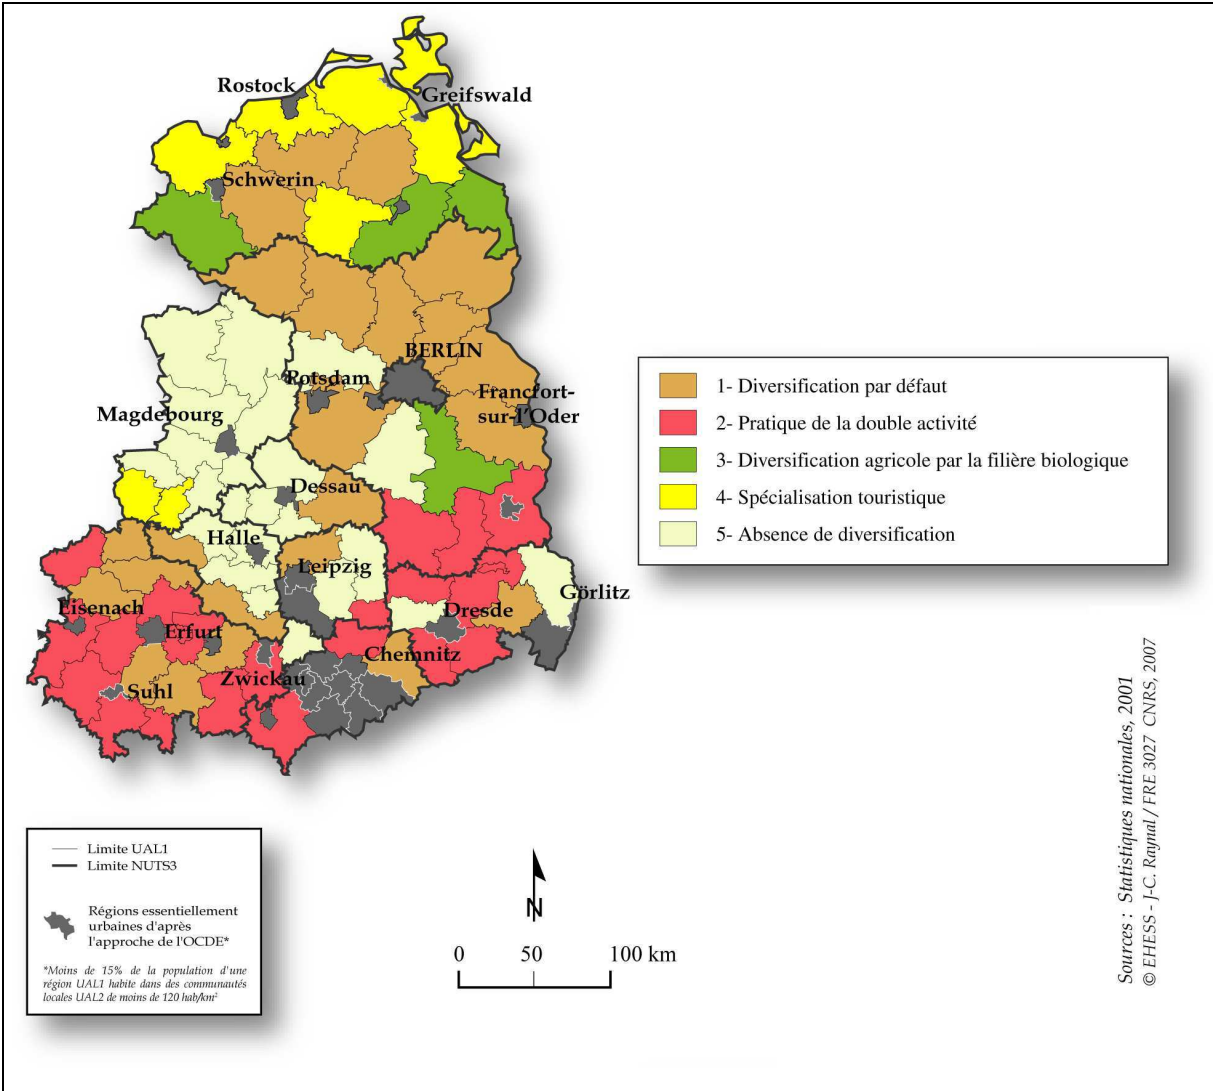 Rostock
Greifswald
Schwerin
BERLIN
Potsdam
Francfort-
sur-l'Oder
Magdebourg
Dessau
Halle
Leipzig
Görlitz
Eisenach
Dresde
Erfurt
Chemnitz
Zwickau
Suhl
1- Diversification par défaut
2- Pratique de la double activité
3- Diversification agricole par la filière biologique
4- Spécialisation touristique
5- Absence de diversification
Limite UAL1
Limite NUTS3
Régions essentiellement
urbaines d'après
l'approche de l'OCDE*
*Moins de 15% de la population d'une
région UAL1 habite dans des communautés
locales UAL2 de moins de 120 hab/km²
N
0 50 100 km
Sources : Statistiques nationales, 2001
© EHESS - J-C. Raynal / FRE 3027 CNRS, 2007